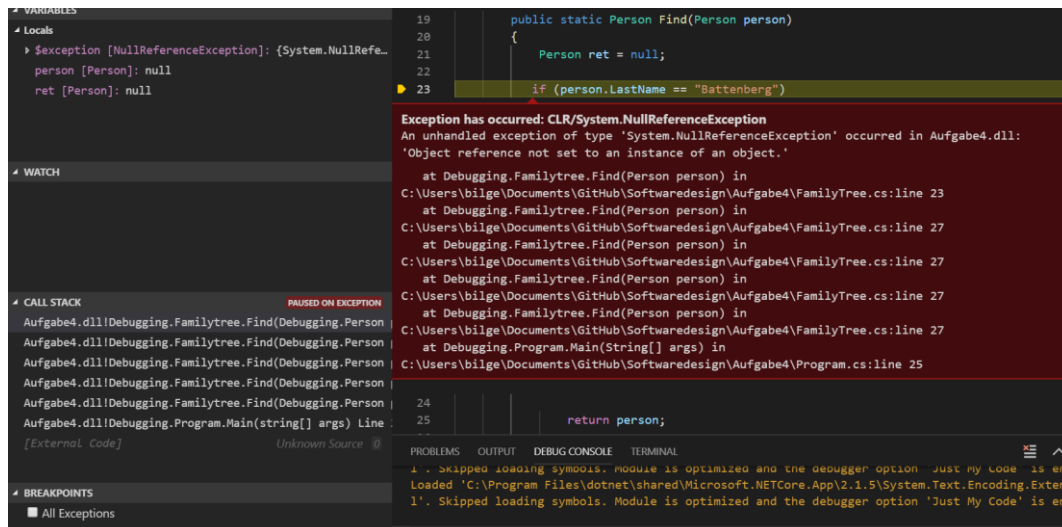 VARIABLES
Locals
$exception [NullReferenceException]: {System.NullRefe...
person [Person]: null
ret [Person]: null
WATCH
CALL STACK PAUSED ON EXCEPTION
Aufgabe4.dll!Debugging.Familytree.Find(Debugging.Person
Aufgabe4.dll!Debugging.Familytree.Find(Debugging.Person
Aufgabe4.dll!Debugging.Familytree.Find(Debugging.Person
Aufgabe4.dll!Debugging.Familytree.Find(Debugging.Person
Aufgabe4.dll!Debugging.Familytree.Find(Debugging.Person
Aufgabe4.dll!Debugging.Program.Main(string[] args) Line
[External Code] Unknown Source 0
BREAKPOINTS
All Exceptions
19 public static Person Find(Person person)
20 {
21 Person ret = null;
22
23 if (person.LastName == "Battenberg")
Exception has occurred: CLR/System.NullReferenceException
An unhandled exception of type 'System.NullReferenceException' occurred in Aufgabe4.dll:
'Object reference not set to an instance of an object.'
at Debugging.Familytree.Find(Person person) in
C:\Users\bilge\Documents\GitHub\Softwaredesign\Aufgabe4\FamilyTree.cs:line 23
at Debugging.Familytree.Find(Person person) in
C:\Users\bilge\Documents\GitHub\Softwaredesign\Aufgabe4\FamilyTree.cs:line 27
at Debugging.Familytree.Find(Person person) in
C:\Users\bilge\Documents\GitHub\Softwaredesign\Aufgabe4\FamilyTree.cs:line 27
at Debugging.Familytree.Find(Person person) in
C:\Users\bilge\Documents\GitHub\Softwaredesign\Aufgabe4\FamilyTree.cs:line 27
at Debugging.Familytree.Find(Person person) in
C:\Users\bilge\Documents\GitHub\Softwaredesign\Aufgabe4\FamilyTree.cs:line 27
at Debugging.Program.Main(String[] args) in
C:\Users\bilge\Documents\GitHub\Softwaredesign\Aufgabe4\Program.cs:line 25
24
25 return person;
PROBLEMS OUTPUT DEBUG CONSOLE TERMINAL
l'. Skipped loading symbols. Module is optimized and the debugger option 'Just My Code' is en
Loaded 'C:\Program Files\dotnet\shared\Microsoft.NETCore.App\2.1.5\System.Text.Encoding.Exten
l'. Skipped loading symbols. Module is optimized and the debugger option 'Just My Code' is en